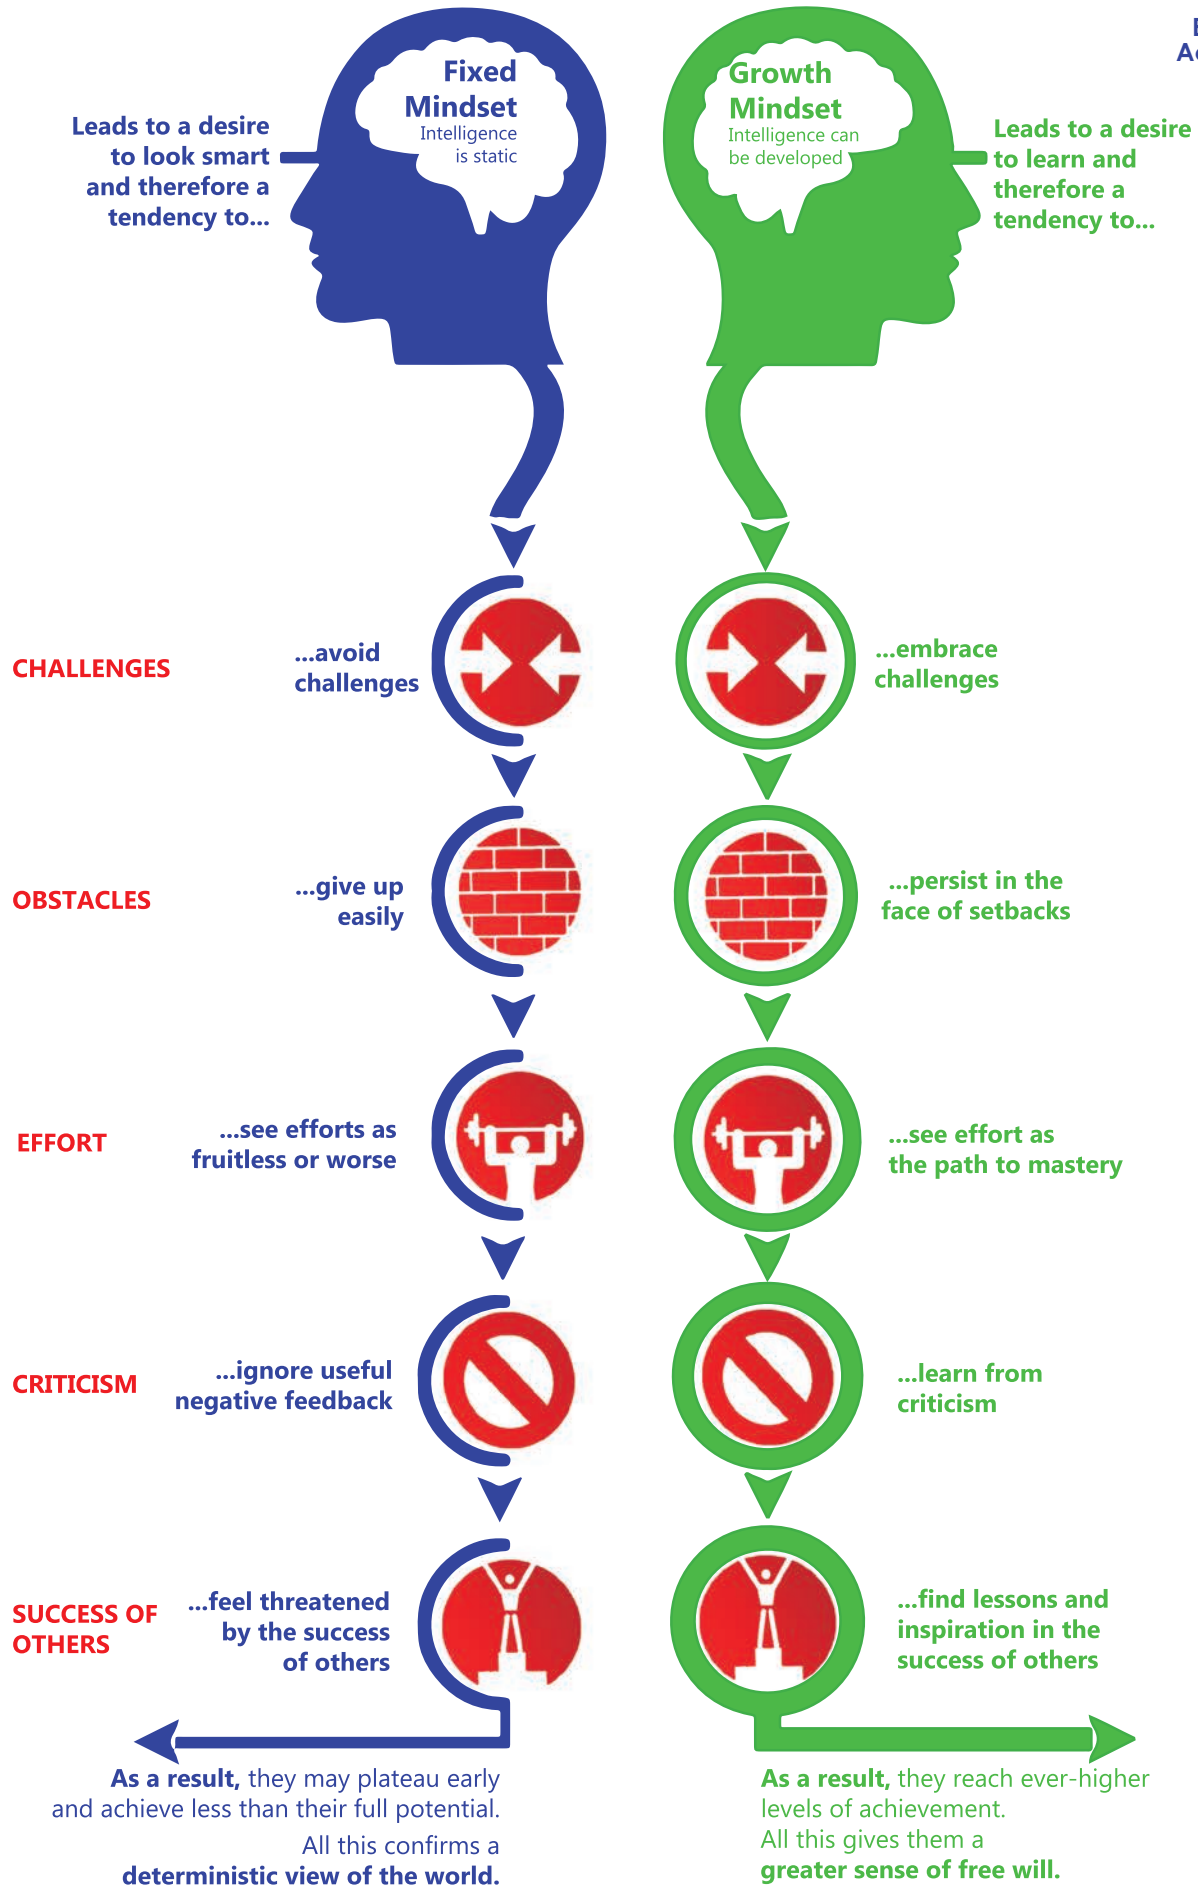 Fixed
Mindset
Intelligence
is static
Leads to a desire
to look smart
and therefore a
tendency to...
Growth
Mindset
Intelligence can
be developed
Leads to a desire
to learn and
therefore a
tendency to...
CHALLENGES
...avoid
challenges
...embrace
challenges
OBSTACLES
...give up
easily
...persist in the
face of setbacks
EFFORT
...see efforts as
fruitless or worse
...see effort as
the path to mastery
CRITICISM
...ignore useful
negative feedback
...learn from
criticism
SUCCESS OF
OTHERS
...feel threatened
by the success
of others
...find lessons and
inspiration in the
success of others
As a result, they may plateau early
and achieve less than their full potential.
All this confirms a
deterministic view of the world.
As a result, they reach ever-higher
levels of achievement.
All this gives them a
greater sense of free will.